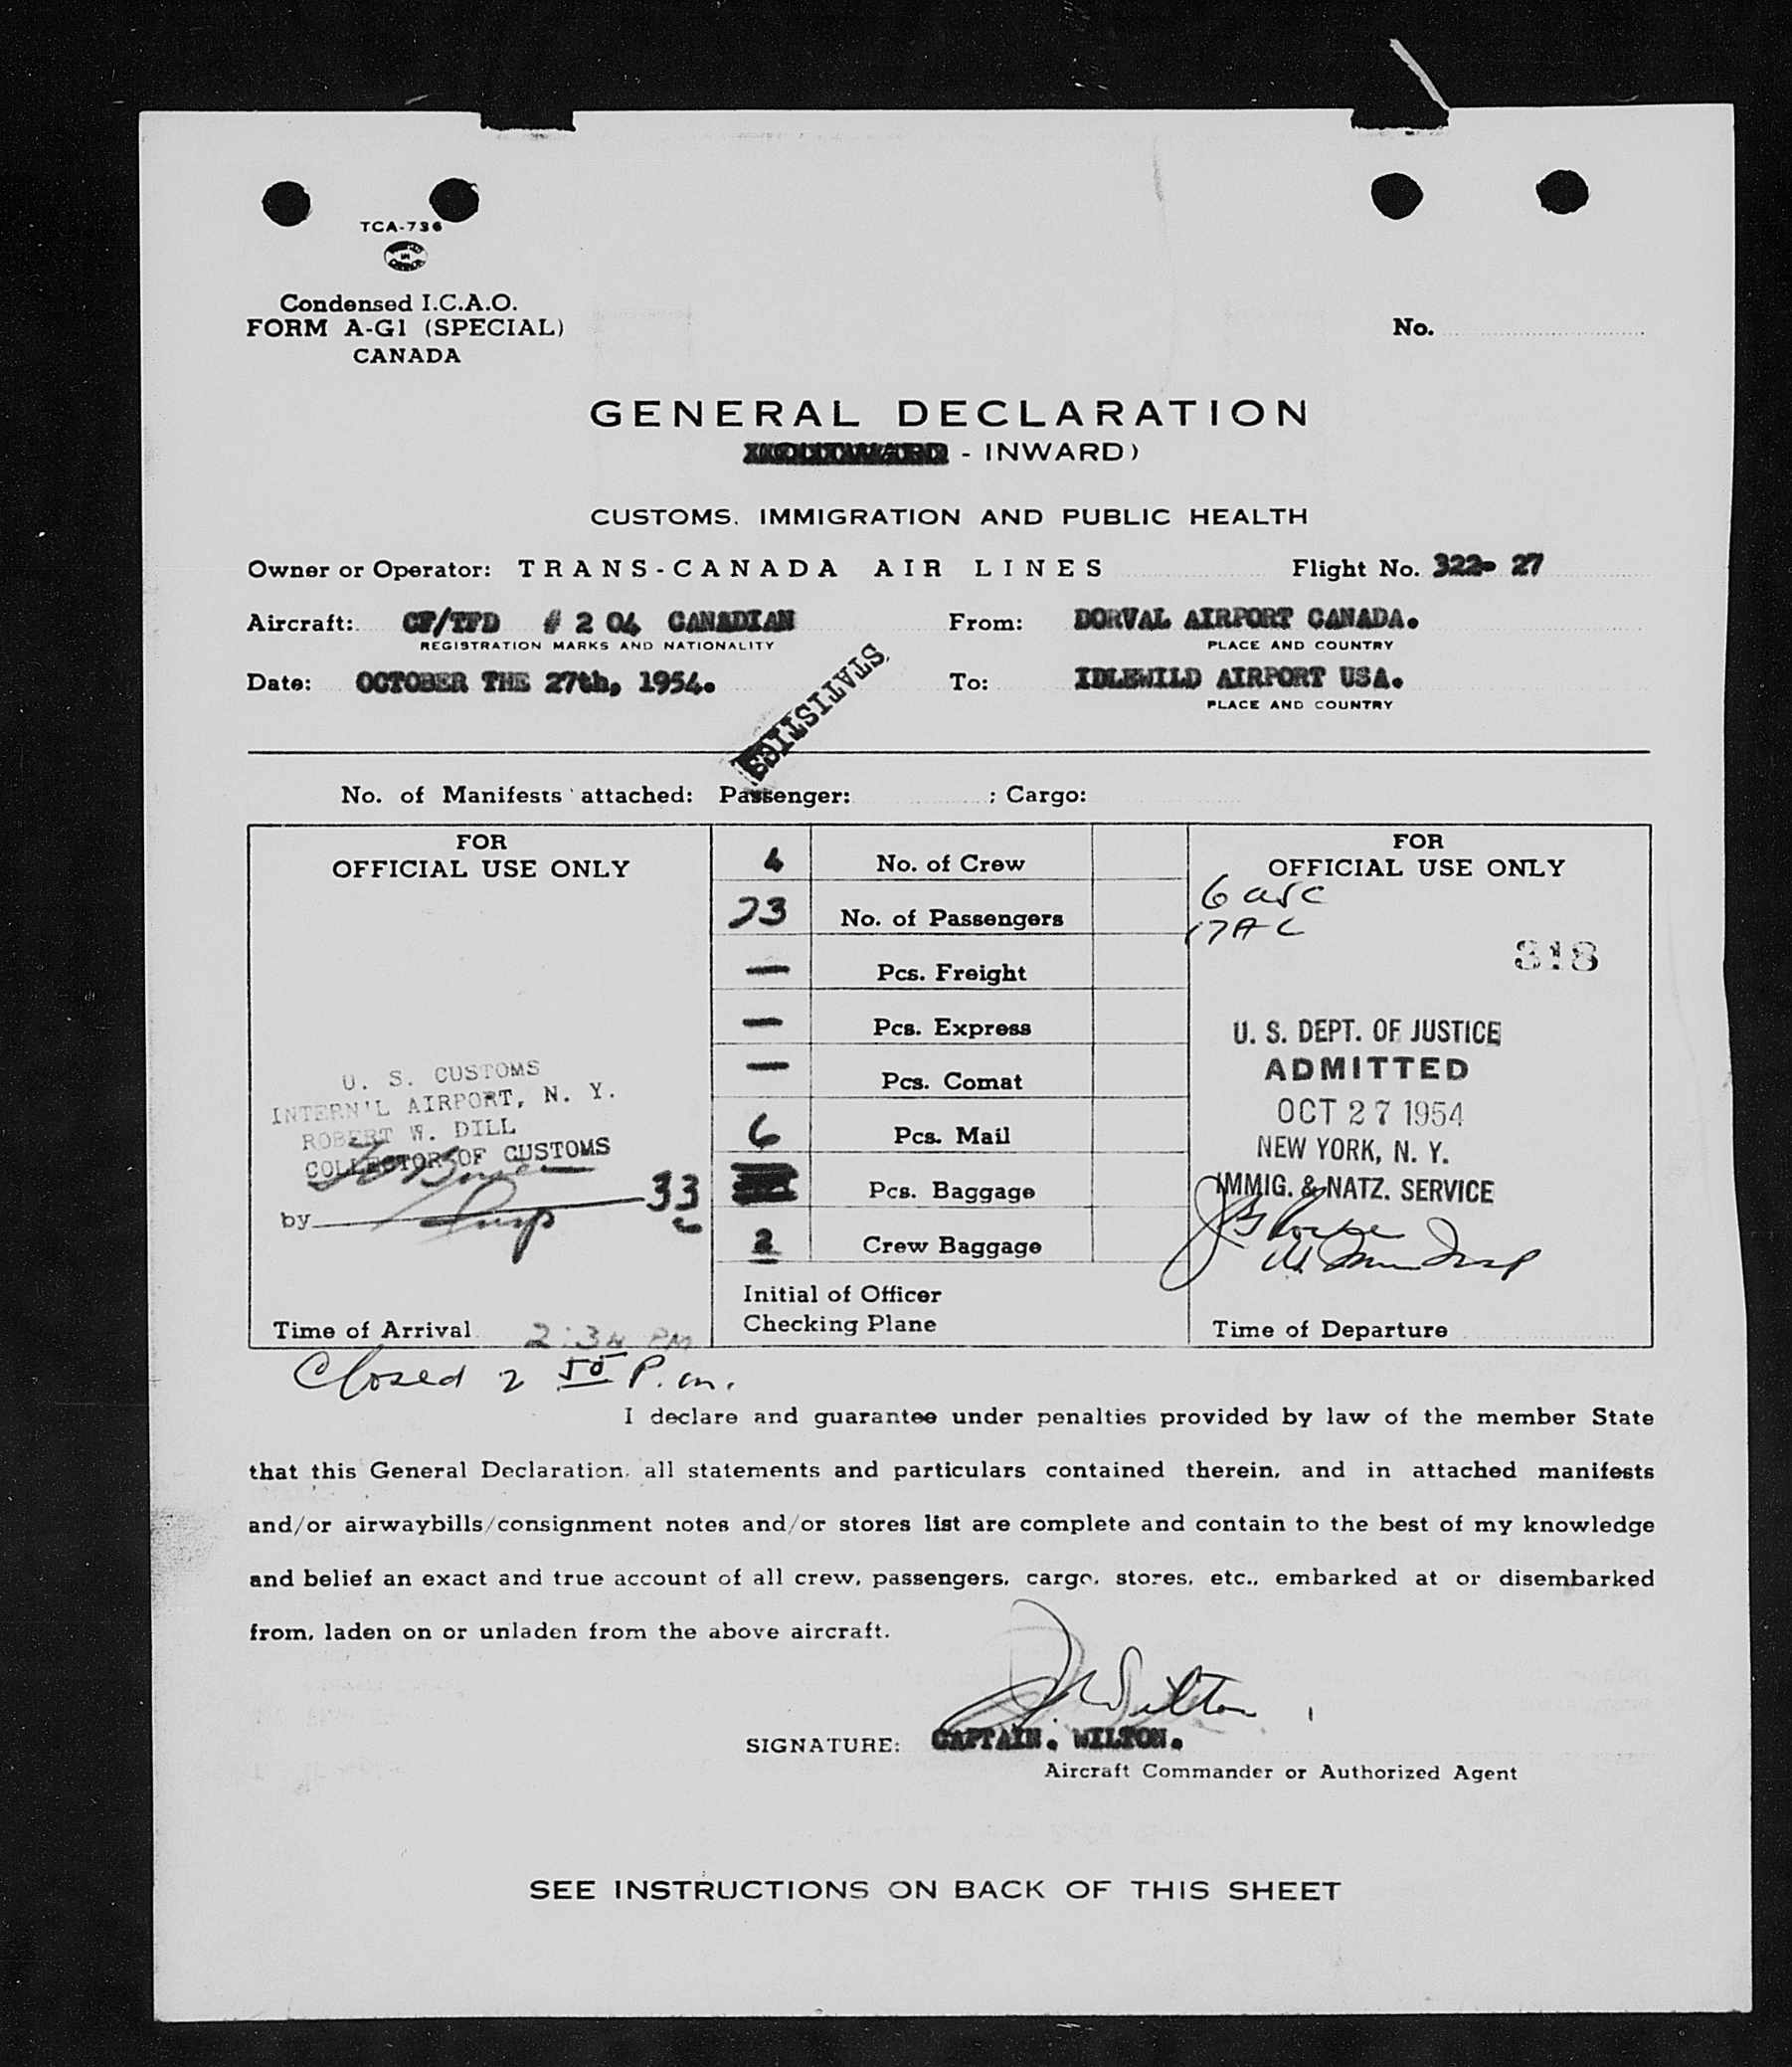 TCA-736
Condensed I.C.A.O.
FORM A-G1 (SPECIAL)
CANADA
No.
GENERAL DECLARATION
- INWARD)
CUSTOMS, IMMIGRATION AND PUBLIC HEALTH
Owner or Operator: TRANS-CANADA AIR LINES Flight No. 322- 27
Aircraft: CF/TFD # 2 04 CANADIAN From: DORVAL AIRPORT CANADA.
REGISTRATION MARKS AND NATIONALITY PLACE AND COUNTRY
Date: OCTOBER THE 27th, 1954. To: IDLEWILD AIRPORT USA.
PLACE AND COUNTRY
STATISTICS
No. of Manifests attached: Passenger: ; Cargo:
FOR
OFFICIAL USE ONLY
U. S. CUSTOMS
INTERN'L AIRPORT, N. Y.
ROBERT W. DILL
COLLECTOR OF CUSTOMS
by
33
Time of Arrival 2:34 PM
4 No. of Crew
23 No. of Passengers
— Pcs. Freight
— Pcs. Express
— Pcs. Comat
6 Pcs. Mail
Pcs. Baggage
2 Crew Baggage
Initial of Officer
Checking Plane
FOR
OFFICIAL USE ONLY
6 USC
17 A C
318
U. S. DEPT. OF JUSTICE
ADMITTED
OCT 27 1954
NEW YORK, N. Y.
IMMIG. & NATZ. SERVICE
Time of Departure
Closed 2 50 P.m.
I declare and guarantee under penalties provided by law of the member State
that this General Declaration, all statements and particulars contained therein, and in attached manifests
and/or airwaybills/consignment notes and/or stores list are complete and contain to the best of my knowledge
and belief an exact and true account of all crew, passengers, cargo, stores, etc., embarked at or disembarked
from, laden on or unladen from the above aircraft.
J. Wilton
SIGNATURE: CAPTAIN. WILTON.
Aircraft Commander or Authorized Agent
SEE INSTRUCTIONS ON BACK OF THIS SHEET